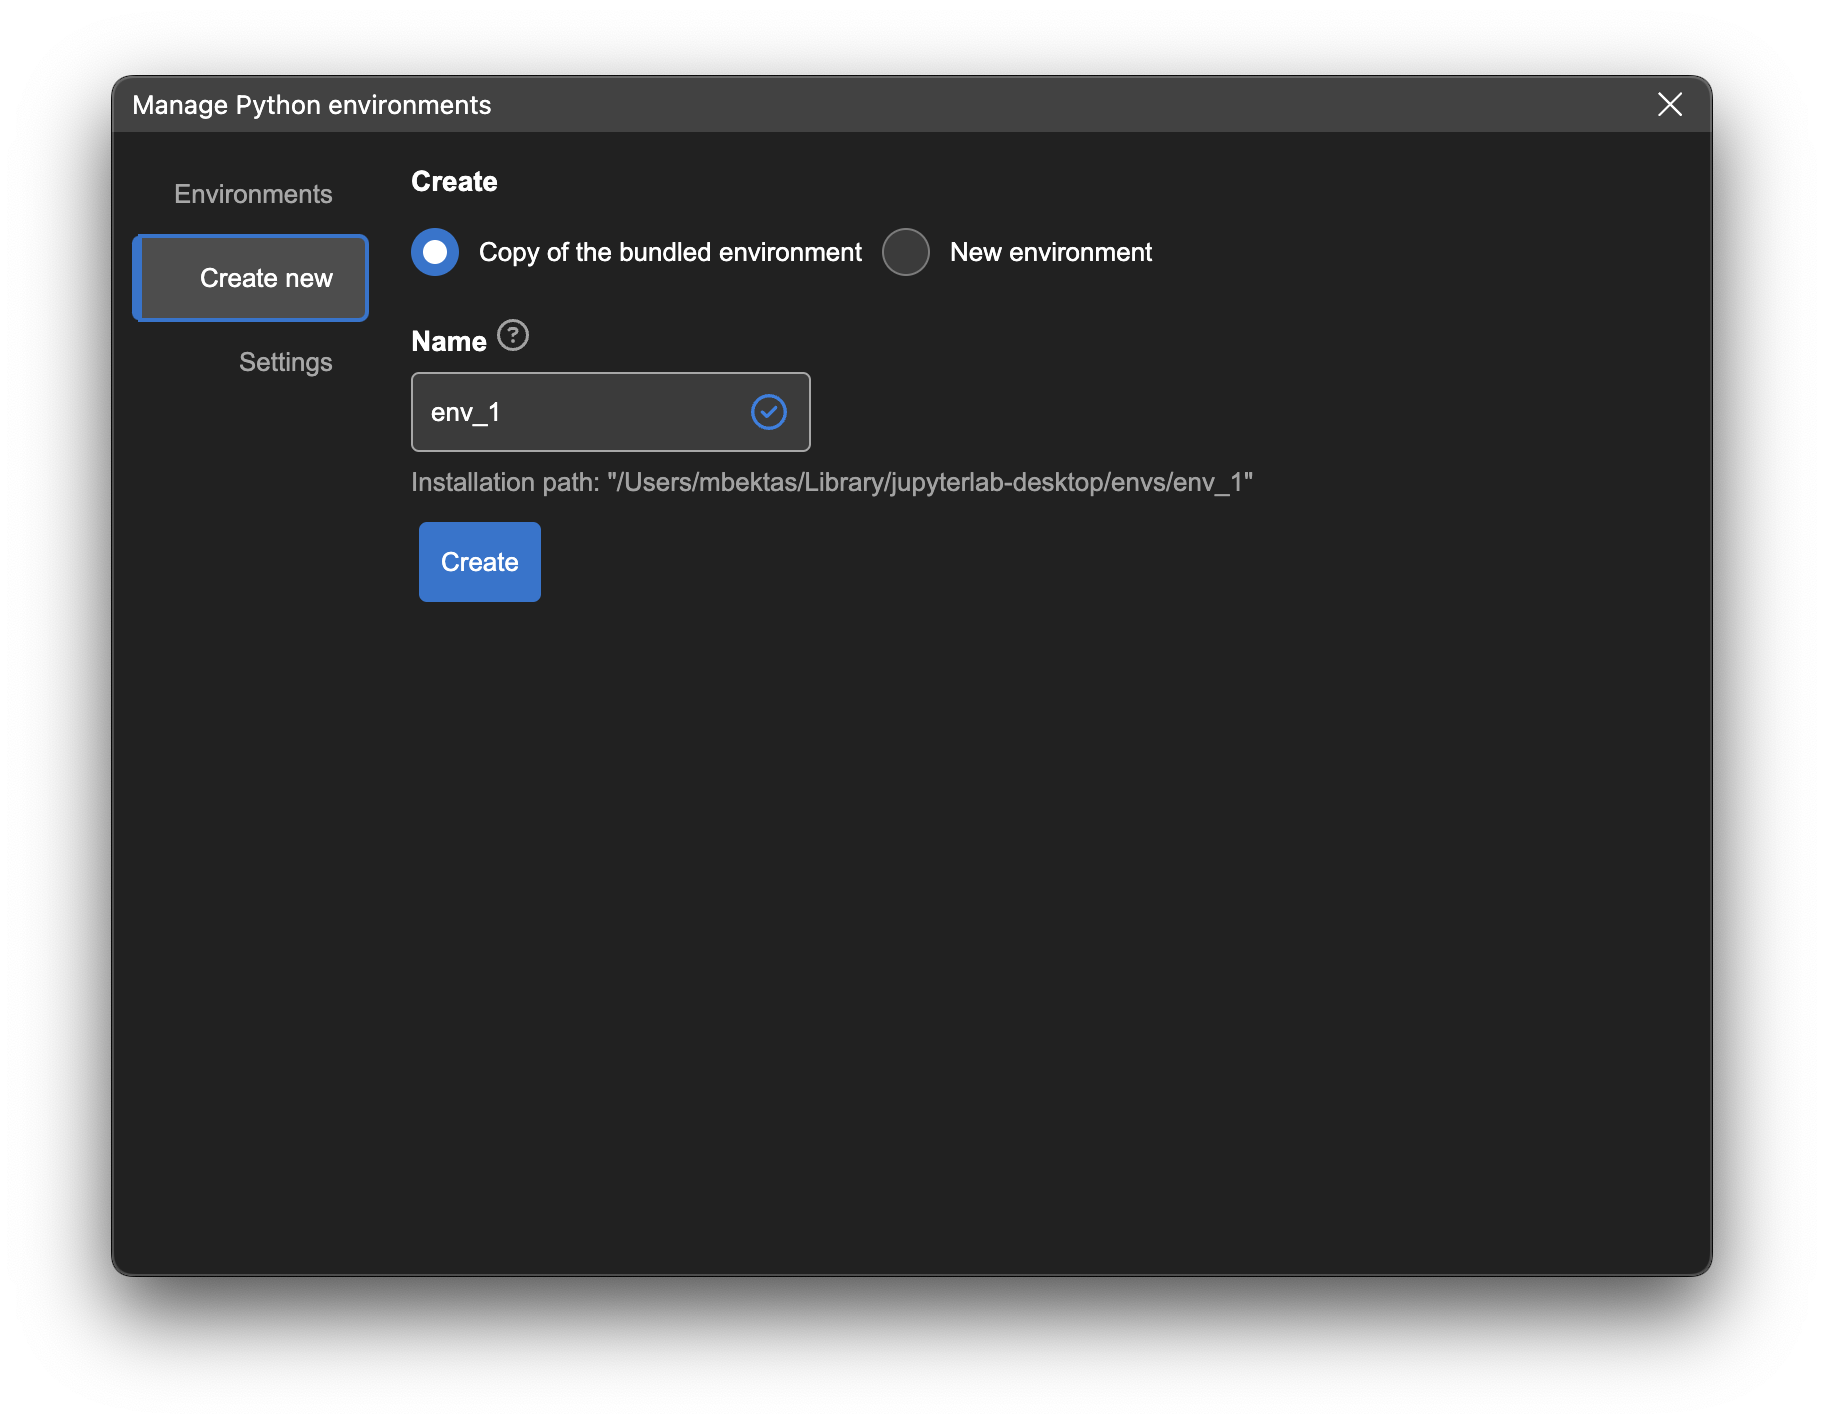 Manage Python environments
Environments
Create new
Settings
Create
Copy of the bundled environment
New environment
Name ?
env_1
Installation path: "/Users/mbektas/Library/jupyterlab-desktop/envs/env_1"
Create